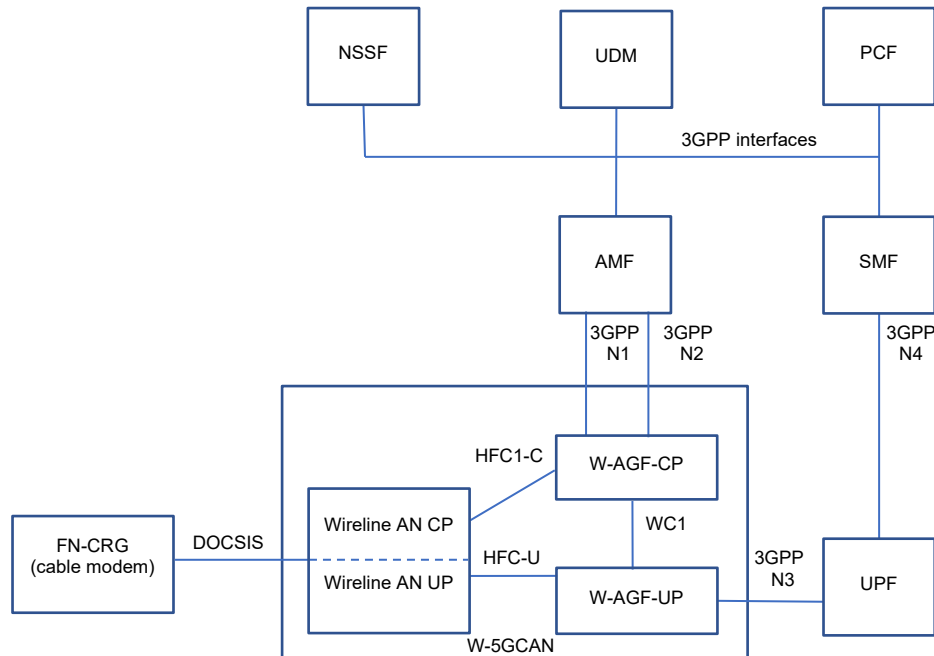 NSSF
UDM
PCF
3GPP interfaces
AMF
SMF
3GPP
N1
3GPP
N2
3GPP
N4
HFC1-C
W-AGF-CP
Wireline AN CP
WC1
FN-CRG
(cable modem)
DOCSIS
HFC-U
3GPP
N3
Wireline AN UP
W-AGF-UP
UPF
W-5GCAN